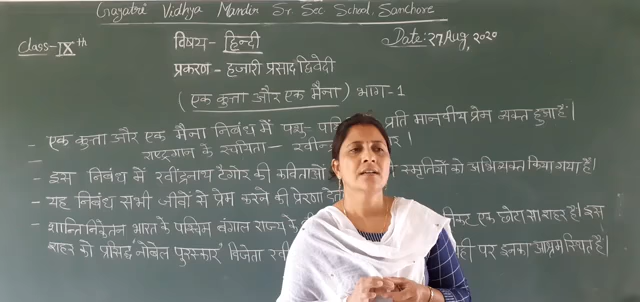 Gayatri Vidhya Mandir Sr. Sec School, Sanchore
Class-IXth
विषय- हिन्दी
Date: 27 Aug, 2020
प्रकरण - हजारी प्रसाद द्विवेदी
(एक कुत्ता और एक मैना) भाग-1
- एक कुत्ता और एक मैना निबंध में पशु- प्रति मानवीय प्रेम व्यक्त हुआ है।
- राष्ट्रगान के रचयिता-
- इस निबंध में रवीन्द्रनाथ टैगोर की कविताओं स्मृतियों को अभिव्यक्त किया गया है।
- यह निबंध सभी जीवों से प्रेम करने की प्रेरणा
- शान्ति निकेतन भारत के पश्चिम बंगाल राज्य के एक छोटा सा शहर है। इस
शहर को प्रसिद्ध "नोबेल पुरस्कार" विजेता पर इनका आश्रम स्थित है।